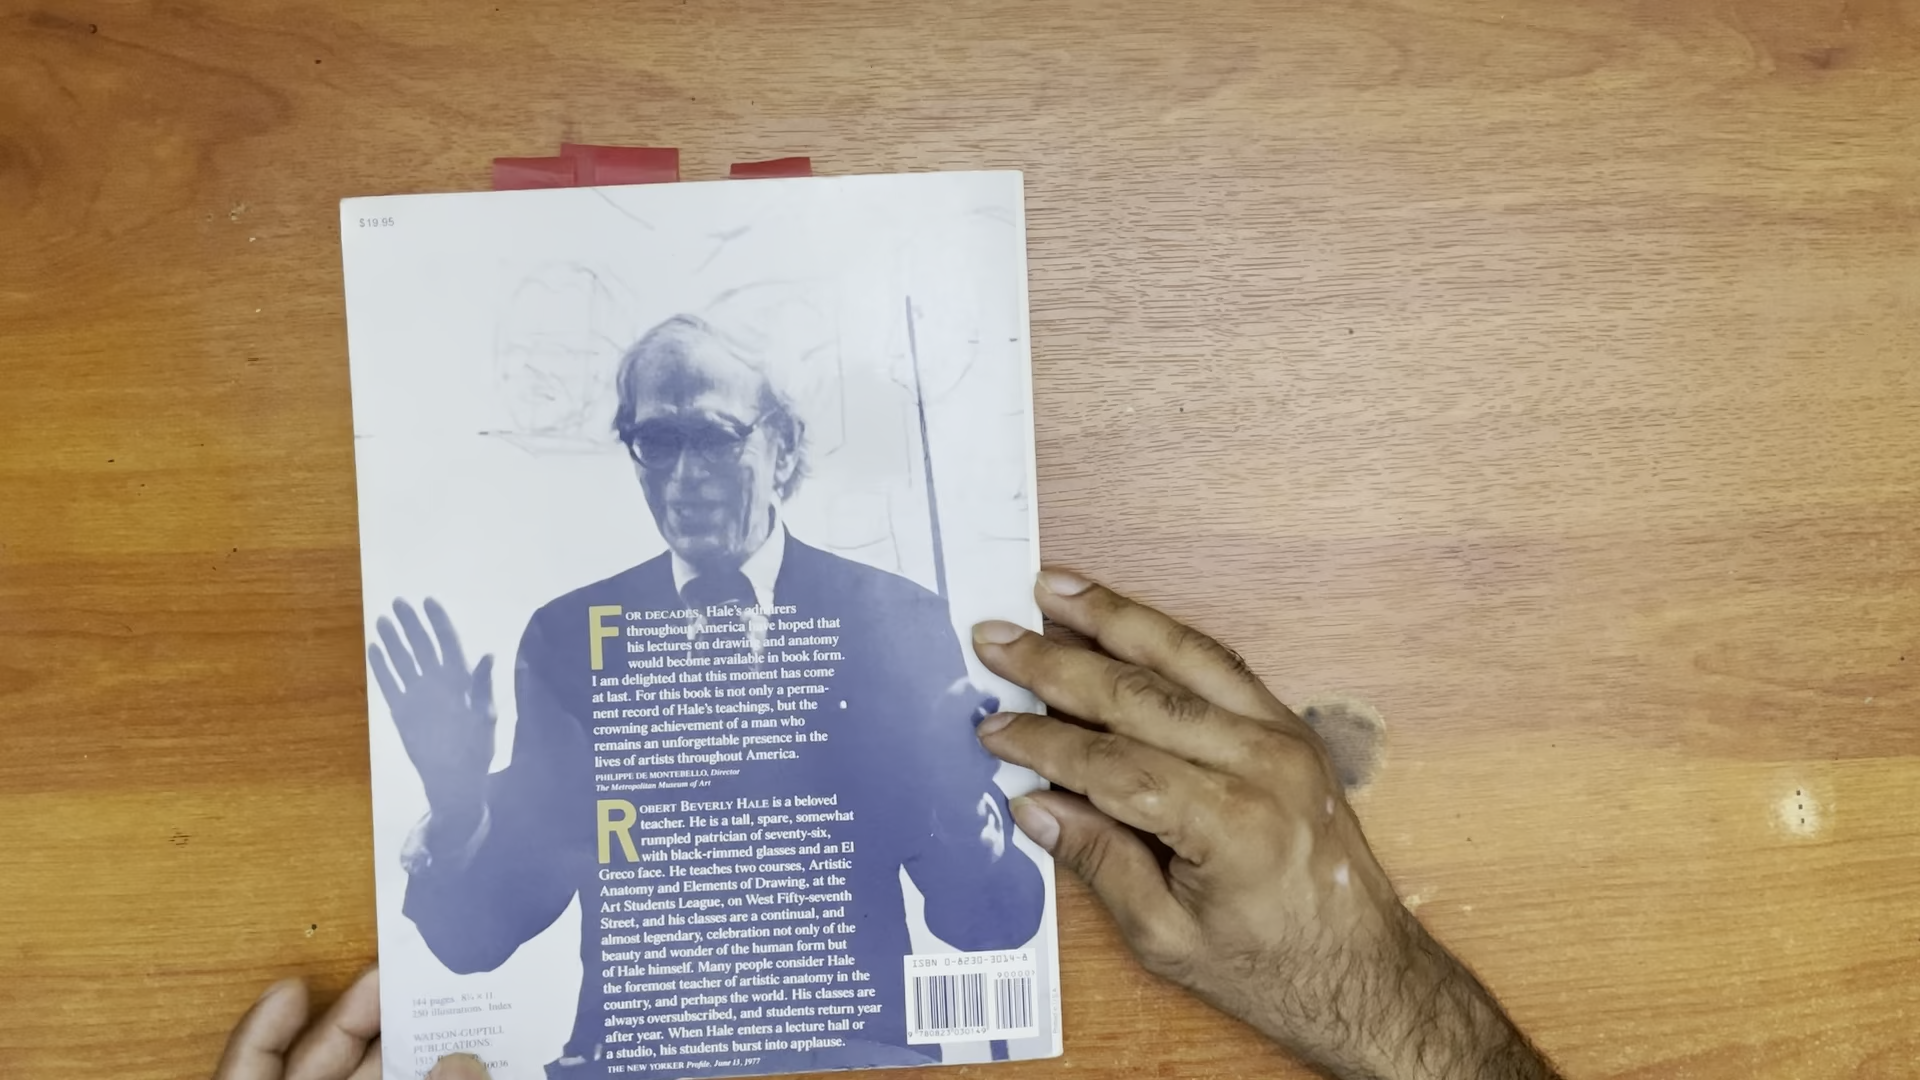 $19.95
FOR DECADES, Hale's admirers
throughout America have hoped that
his lectures on drawing and anatomy
would become available in book form.
I am delighted that this moment has come
at last. For this book is not only a perma-
nent record of Hale's teachings, but the
crowning achievement of a man who
remains an unforgettable presence in the
lives of artists throughout America.
PHILIPPE DE MONTEBELLO, Director
The Metropolitan Museum of Art
ROBERT BEVERLY HALE is a beloved
teacher. He is a tall, spare, somewhat
rumpled patrician of seventy-six,
with black-rimmed glasses and an El
Greco face. He teaches two courses, Artistic
Anatomy and Elements of Drawing, at the
Art Students League, on West Fifty-seventh
Street, and his classes are a continual, and
almost legendary, celebration not only of the
beauty and wonder of the human form but
of Hale himself. Many people consider Hale
the foremost teacher of artistic anatomy in the
country, and perhaps the world. His classes are
always oversubscribed, and students return year
after year. When Hale enters a lecture hall or
a studio, his students burst into applause.
THE NEW YORKER Profile, June 13, 1977
144 pages. 8¼ × 11
250 illustrations. Index
WATSON-GUPTILL
PUBLICATIONS
1515
10036
ISBN 0-8230-3014-8
90000
9 780823 030149